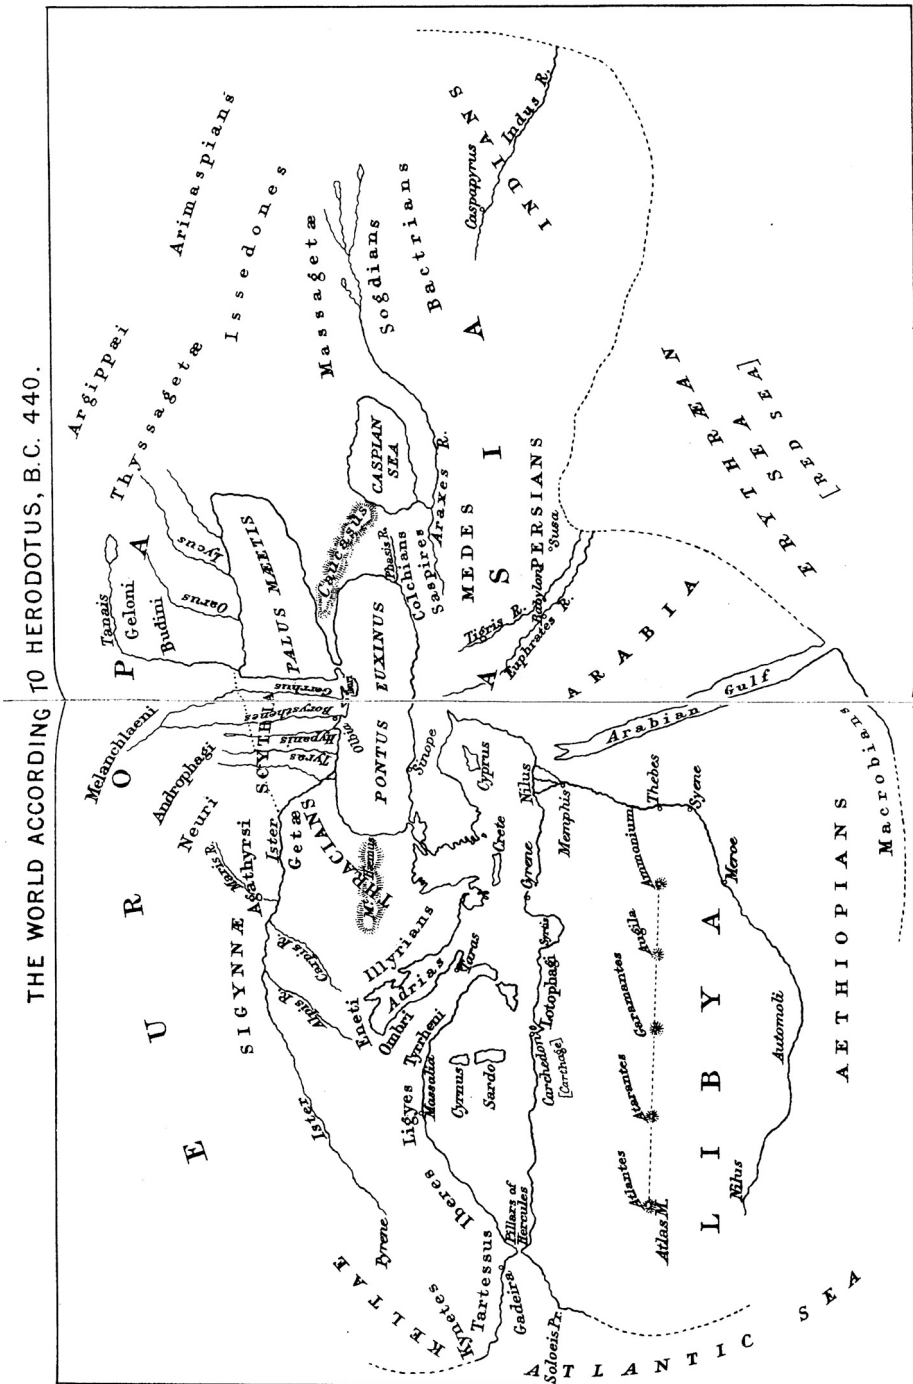 THE WORLD ACCORDING TO HERODOTUS, B.C. 440.
EUROPA
KELTAE
Kynetes
Tartessus
Gadeira
Pillars of
Hercules
Soloeis Pr.
ATLANTIC SEA
Pyrene
Iberes
Ister
Ligyes
Massalia
Cyrnus
Sardo
Tyrrheni
Ombri
Eneti
Adrias
Taras
Illyrians
Alpis R.
Carpis R.
SIGYNNÆ
Agathyrsi
Maris R.
Ister
Getæ
THRACIANS
Neuri
Androphagi
Melanchlaeni
SCYTHIA
Tyras
Hypanis
Borysthenes
Gerrhus
Olbia
PONTUS EUXINUS
Sinope
PALUS MÆETIS
Tanais
Geloni
Budini
Oarus
Lycus
Thyssagetæ
Argippæi
Arimaspians
Issedones
Massagetæ
Sogdians
Bactrians
Caucasus
CASPIAN
SEA
Phasis R.
Colchians
Saspires
Araxes R.
MEDES
ASIA
PERSIANS
Susa
Babylon
Tigris R.
Euphrates R.
Caspapyrus
INDIANS
Indus R.
ERYTHRÆAN
SEA
[RED SEA]
ARABIA
Arabian Gulf
Cyprus
Crete
Nilus
Memphis
Thebes
Syene
Meroe
Cyrene
Syrtis
Lotophagi
Carchedon
[Carthage]
Ammonium
Augila
Garamantes
Atarantes
Atlantes
Atlas M.
LIBYA
Nilus
Automoli
AETHIOPIANS
Macrobians